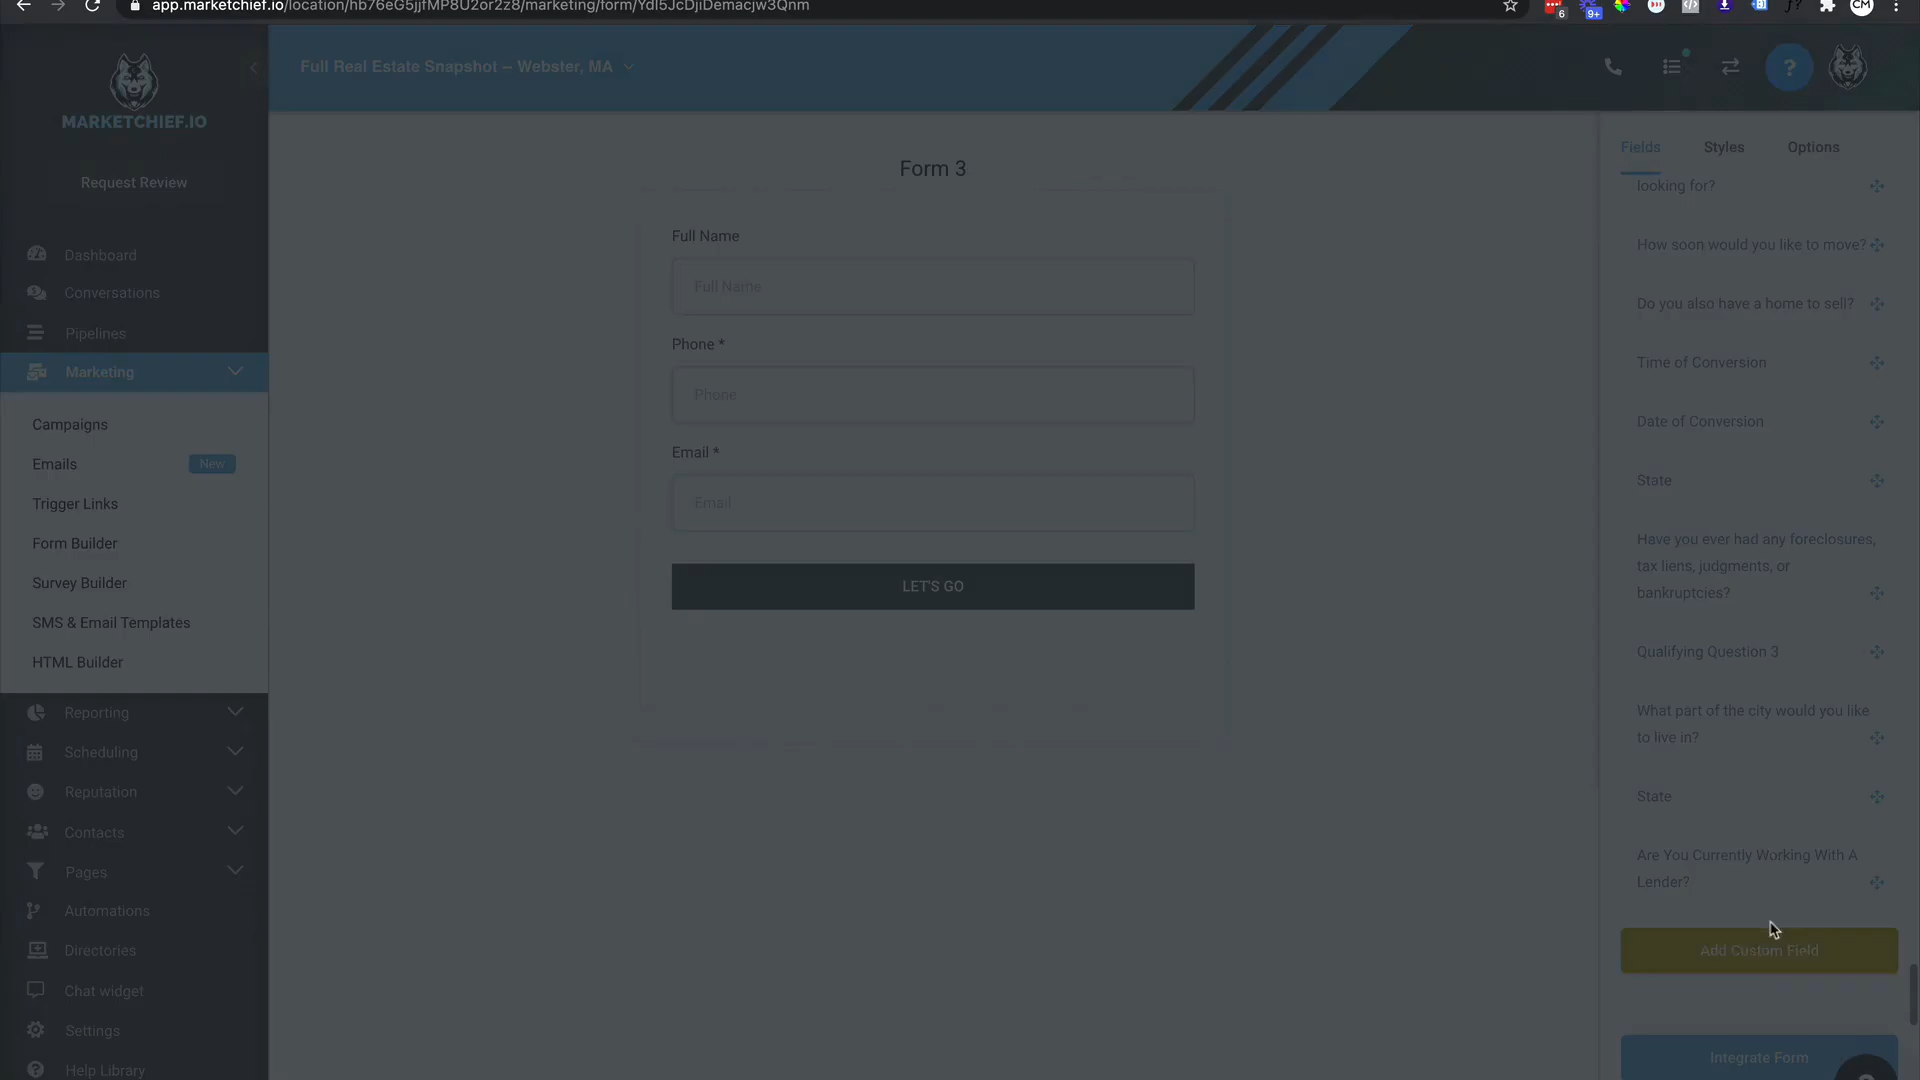 app.marketchief.io/location/hb76eG5jjfMP8U2or2z8/marketing/form/YdI5JcDjiDemacjw3Qnm
6
9+
CM
MARKETCHIEF.IO
Request Review
Dashboard
Conversations
Pipelines
Marketing
Campaigns
Emails New
Trigger Links
Form Builder
Survey Builder
SMS & Email Templates
HTML Builder
Reporting
Scheduling
Reputation
Contacts
Pages
Automations
Directories
Chat widget
Settings
Help Library
Full Real Estate Snapshot – Webster, MA
?
Form 3
Full Name
Full Name
Phone *
Phone
Email *
Email
LET'S GO
Fields Styles Options
looking for?
How soon would you like to move?
Do you also have a home to sell?
Time of Conversion
Date of Conversion
State
Have you ever had any foreclosures,
tax liens, judgments, or
bankruptcies?
Qualifying Question 3
What part of the city would you like
to live in?
State
Are You Currently Working With A
Lender?
Add Custom Field
Integrate Form